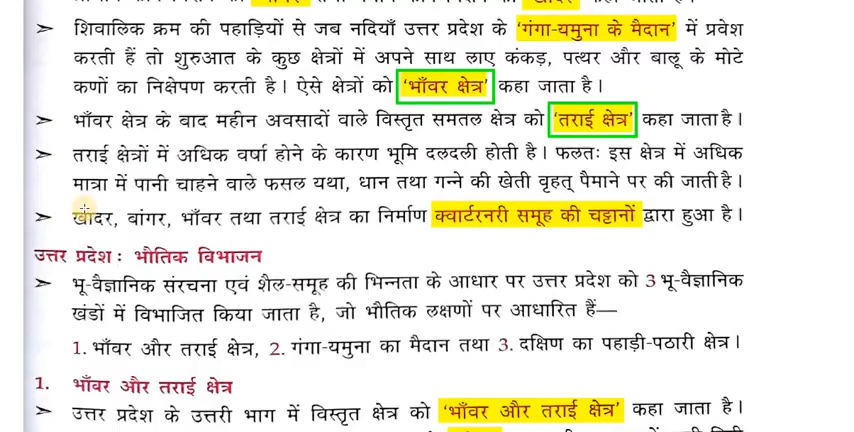 ➢ शिवालिक क्रम की पहाड़ियों से जब नदियाँ उत्तर प्रदेश के 'गंगा-यमुना के मैदान' में प्रवेश
करती हैं तो शुरुआत के कुछ क्षेत्रों में अपने साथ लाए कंकड़, पत्थर और बालू के मोटे
कणों का निक्षेपण करती है। ऐसे क्षेत्रों को 'भाँवर क्षेत्र' कहा जाता है।
➢ भाँवर क्षेत्र के बाद महीन अवसादों वाले विस्तृत समतल क्षेत्र को 'तराई क्षेत्र' कहा जाता है।
➢ तराई क्षेत्रों में अधिक वर्षा होने के कारण भूमि दलदली होती है। फलतः इस क्षेत्र में अधिक
मात्रा में पानी चाहने वाले फसल यथा, धान तथा गन्ने की खेती वृहत् पैमाने पर की जाती है।
➢ खादर, बांगर, भाँवर तथा तराई क्षेत्र का निर्माण क्वार्टरनरी समूह की चट्टानों द्वारा हुआ है।
उत्तर प्रदेश: भौतिक विभाजन
➢ भू-वैज्ञानिक संरचना एवं शैल-समूह की भिन्नता के आधार पर उत्तर प्रदेश को 3 भू-वैज्ञानिक
खंडों में विभाजित किया जाता है, जो भौतिक लक्षणों पर आधारित हैं—
1. भाँवर और तराई क्षेत्र, 2. गंगा-यमुना का मैदान तथा 3. दक्षिण का पहाड़ी-पठारी क्षेत्र।
1. भाँवर और तराई क्षेत्र
➢ उत्तर प्रदेश के उत्तरी भाग में विस्तृत क्षेत्र को 'भाँवर और तराई क्षेत्र' कहा जाता है।